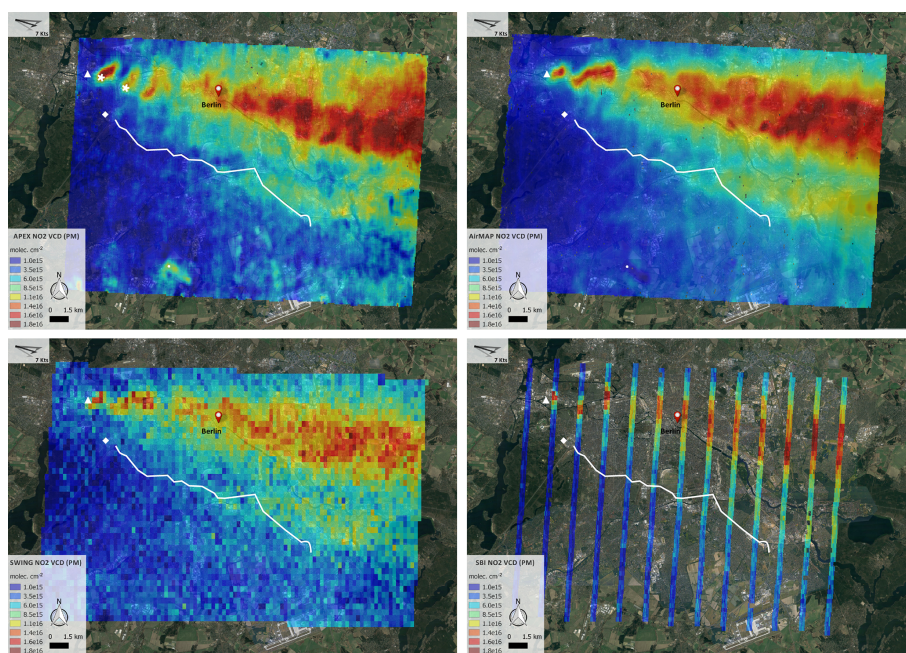 7 Kts
Berlin
APEX NO2 VCD (PM)
molec. cm-2
1.0e15
3.5e15
6.0e15
8.5e15
1.1e16
1.4e16
1.6e16
1.8e16
N
0 1.5 km
7 Kts
Berlin
AirMAP NO2 VCD (PM)
molec. cm-2
1.0e15
3.5e15
6.0e15
8.5e15
1.1e16
1.4e16
1.6e16
1.8e16
N
0 1.5 km
7 Kts
Berlin
SWING NO2 VCD (PM)
molec. cm-2
1.0e15
3.5e15
6.0e15
8.5e15
1.1e16
1.4e16
1.6e16
1.8e16
N
0 1.5 km
7 Kts
Berlin
SBI NO2 VCD (PM)
molec. cm-2
1.0e15
3.5e15
6.0e15
8.5e15
1.1e16
1.4e16
1.6e16
1.8e16
N
0 1.5 km